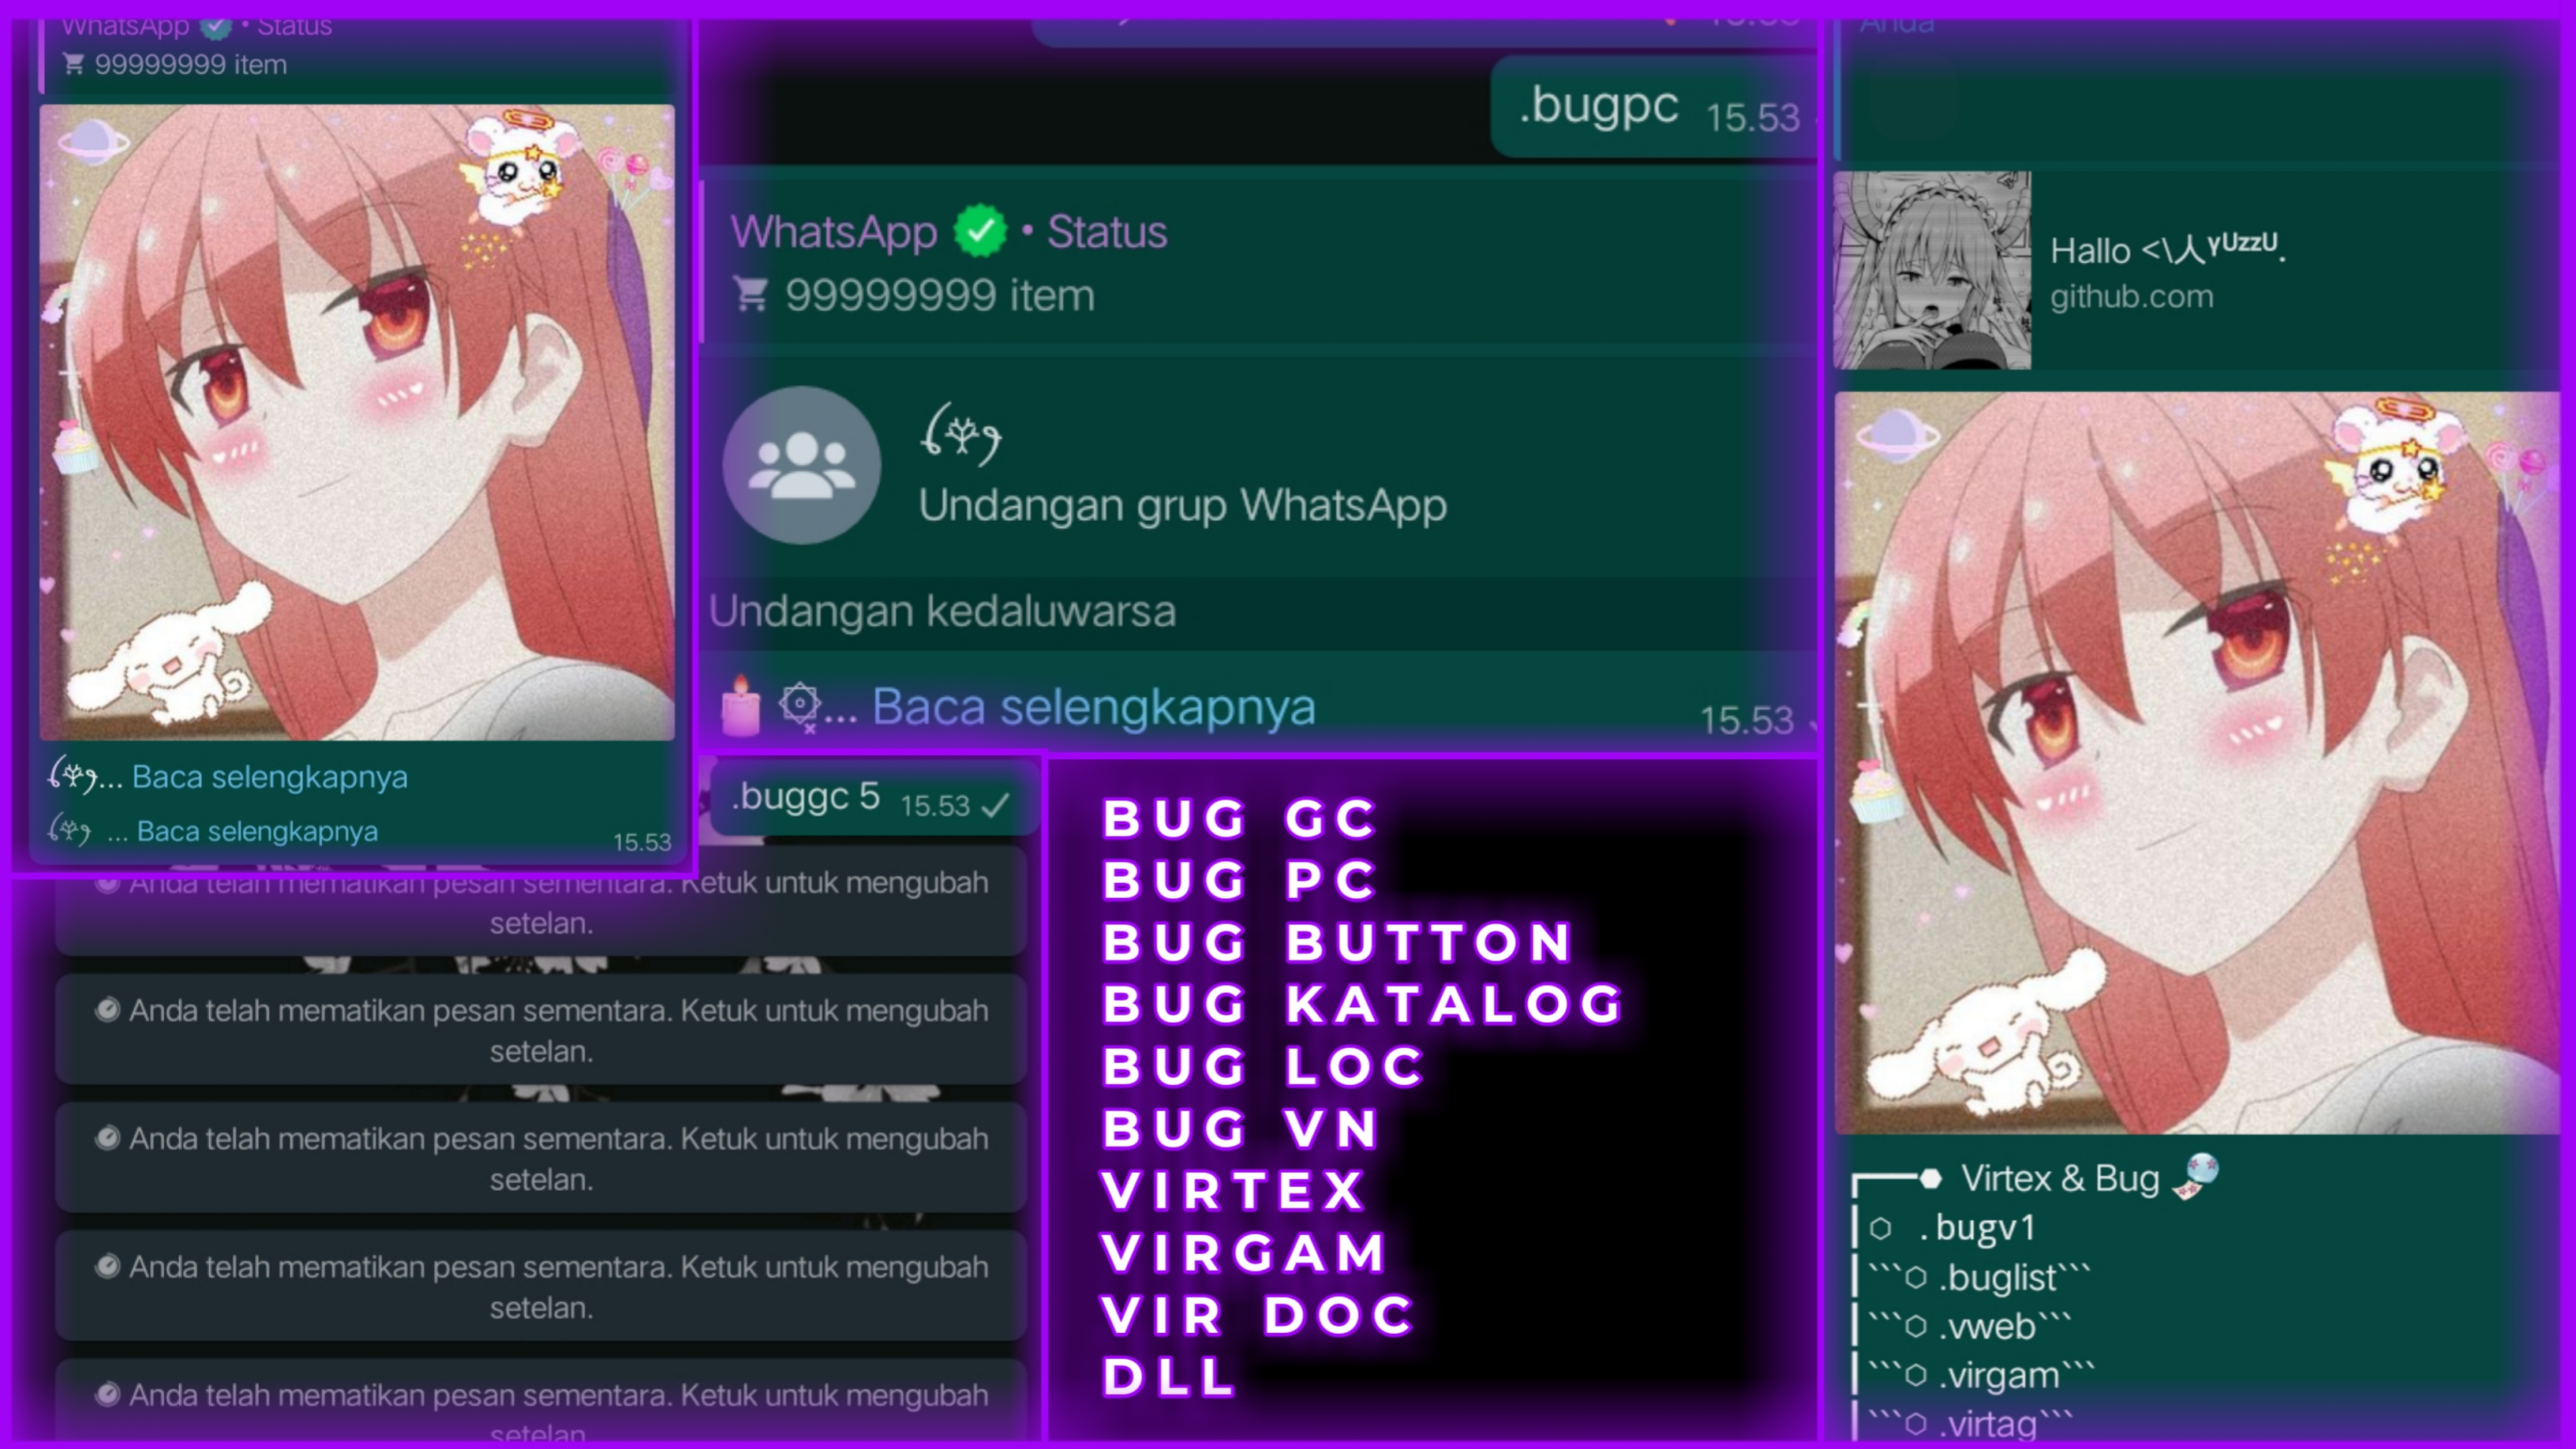 WhatsApp • Status
99999999 item
... Baca selengkapnya
... Baca selengkapnya
15.53
.bugpc 15.53
WhatsApp • Status
99999999 item
Undangan grup WhatsApp
Undangan kedaluwarsa
... Baca selengkapnya
15.53
.buggc 5 15.53
Anda telah mematikan pesan sementara. Ketuk untuk mengubah
setelan.
Anda telah mematikan pesan sementara. Ketuk untuk mengubah
setelan.
Anda telah mematikan pesan sementara. Ketuk untuk mengubah
setelan.
Anda telah mematikan pesan sementara. Ketuk untuk mengubah
setelan.
Anda telah mematikan pesan sementara. Ketuk untuk mengubah
setelan.
BUG GC
BUG PC
BUG BUTTON
BUG KATALOG
BUG LOC
BUG VN
VIRTEX
VIRGAM
VIR DOC
DLL
Anda
Hallo <\人ʏᵁᶻᶻᵁ.
github.com
Virtex & Bug
.bugv1
```⬡ .buglist```
```⬡ .vweb```
```⬡ .virgam```
```⬡ .virtag```